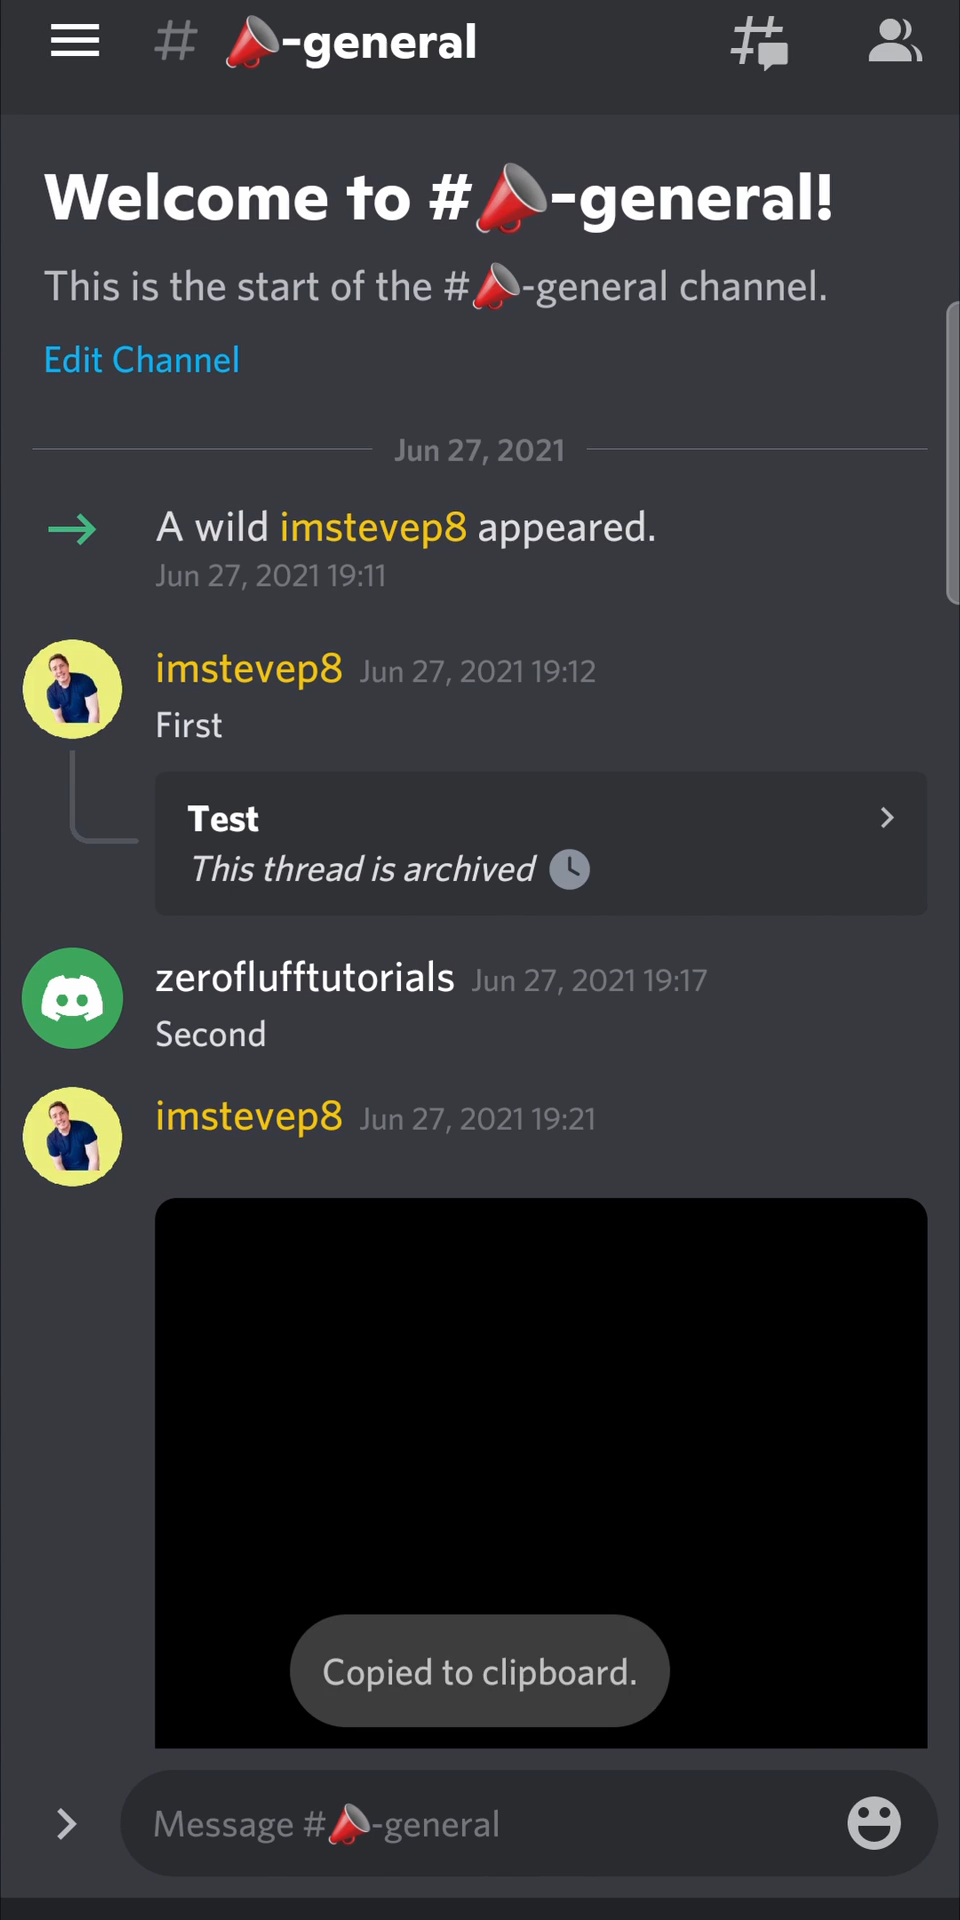 # 📣-general
Welcome to #📣-general!
This is the start of the #📣-general channel.
Edit Channel
Jun 27, 2021
A wild imstevep8 appeared.
Jun 27, 2021 19:11
imstevep8 Jun 27, 2021 19:12
First
Test
This thread is archived
zeroflufftutorials Jun 27, 2021 19:17
Second
imstevep8 Jun 27, 2021 19:21
Copied to clipboard.
Message #📣-general